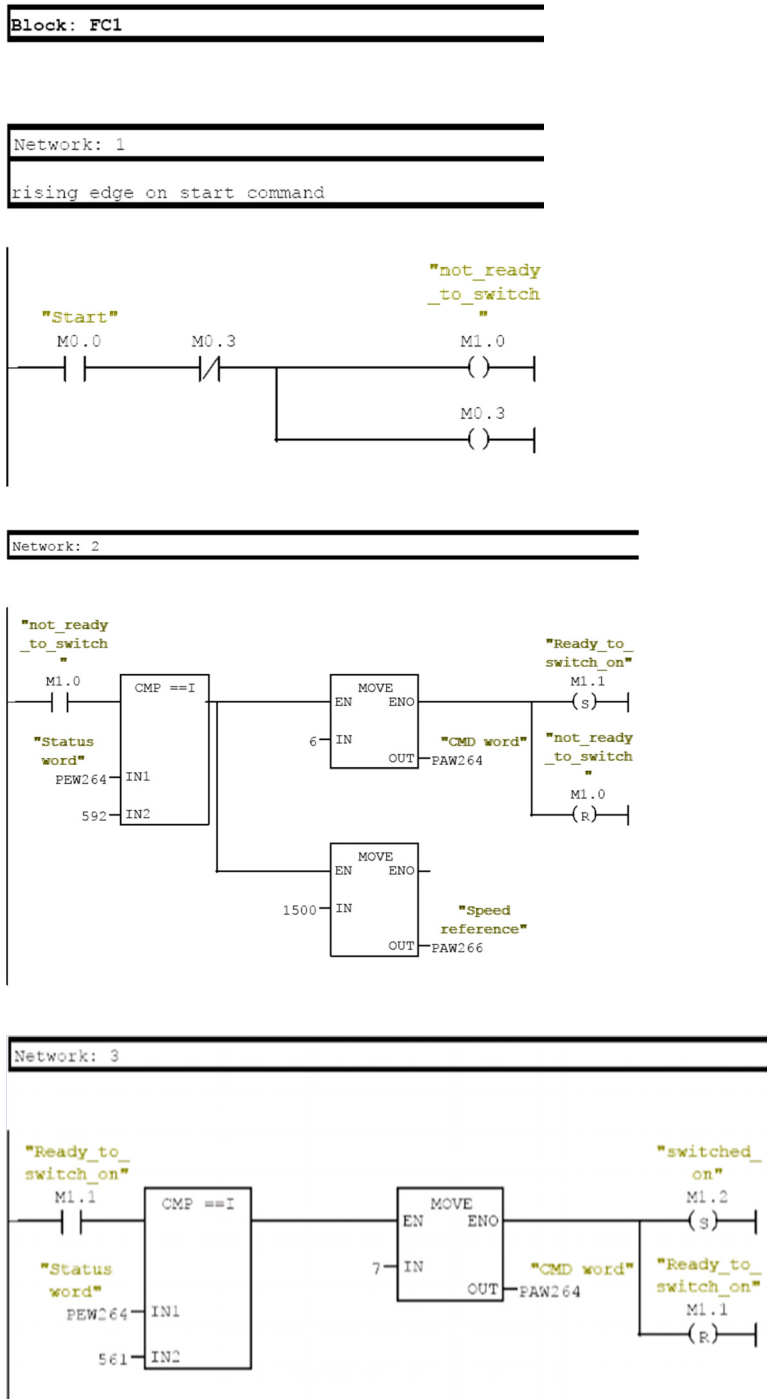 Block: FC1
Network: 1
rising edge on start command
"not_ready
_to_switch
"
"Start"
M0.0 M0.3 M1.0
M0.3
Network: 2
"not_ready
_to_switch
"
M1.0
"Ready_to_
switch_on"
M1.1
CMP ==I
MOVE
EN ENO
(S)
"Status
word"
6 IN
"CMD word"
"not_ready
_to_switch
"
PEW264 IN1
OUT PAW264
M1.0
592 IN2
(R)
MOVE
EN ENO
1500 IN
"Speed
reference"
OUT PAW266
Network: 3
"Ready_to_
switch_on"
M1.1
"switched_
on"
M1.2
CMP ==I
MOVE
EN ENO
(S)
"Status
word"
7 IN
"CMD word"
"Ready_to_
switch_on"
PEW264 IN1
OUT PAW264
M1.1
561 IN2
(R)